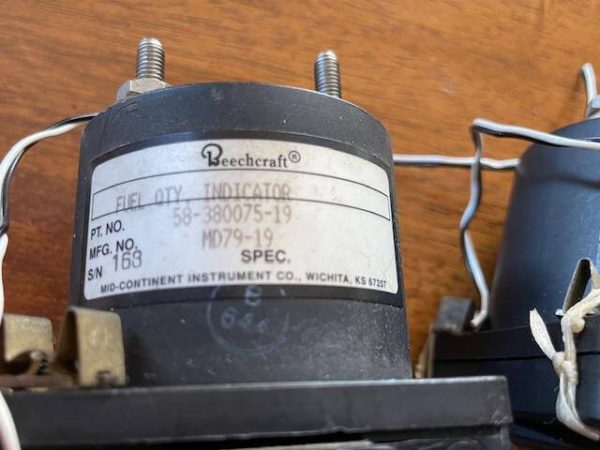 Beechcraft®
FUEL QTY. INDICATOR
PT. NO. 58-380075-19
MFG. NO. MD79-19
S/N 168 SPEC.
MID-CONTINENT INSTRUMENT CO., WICHITA, KS 67207